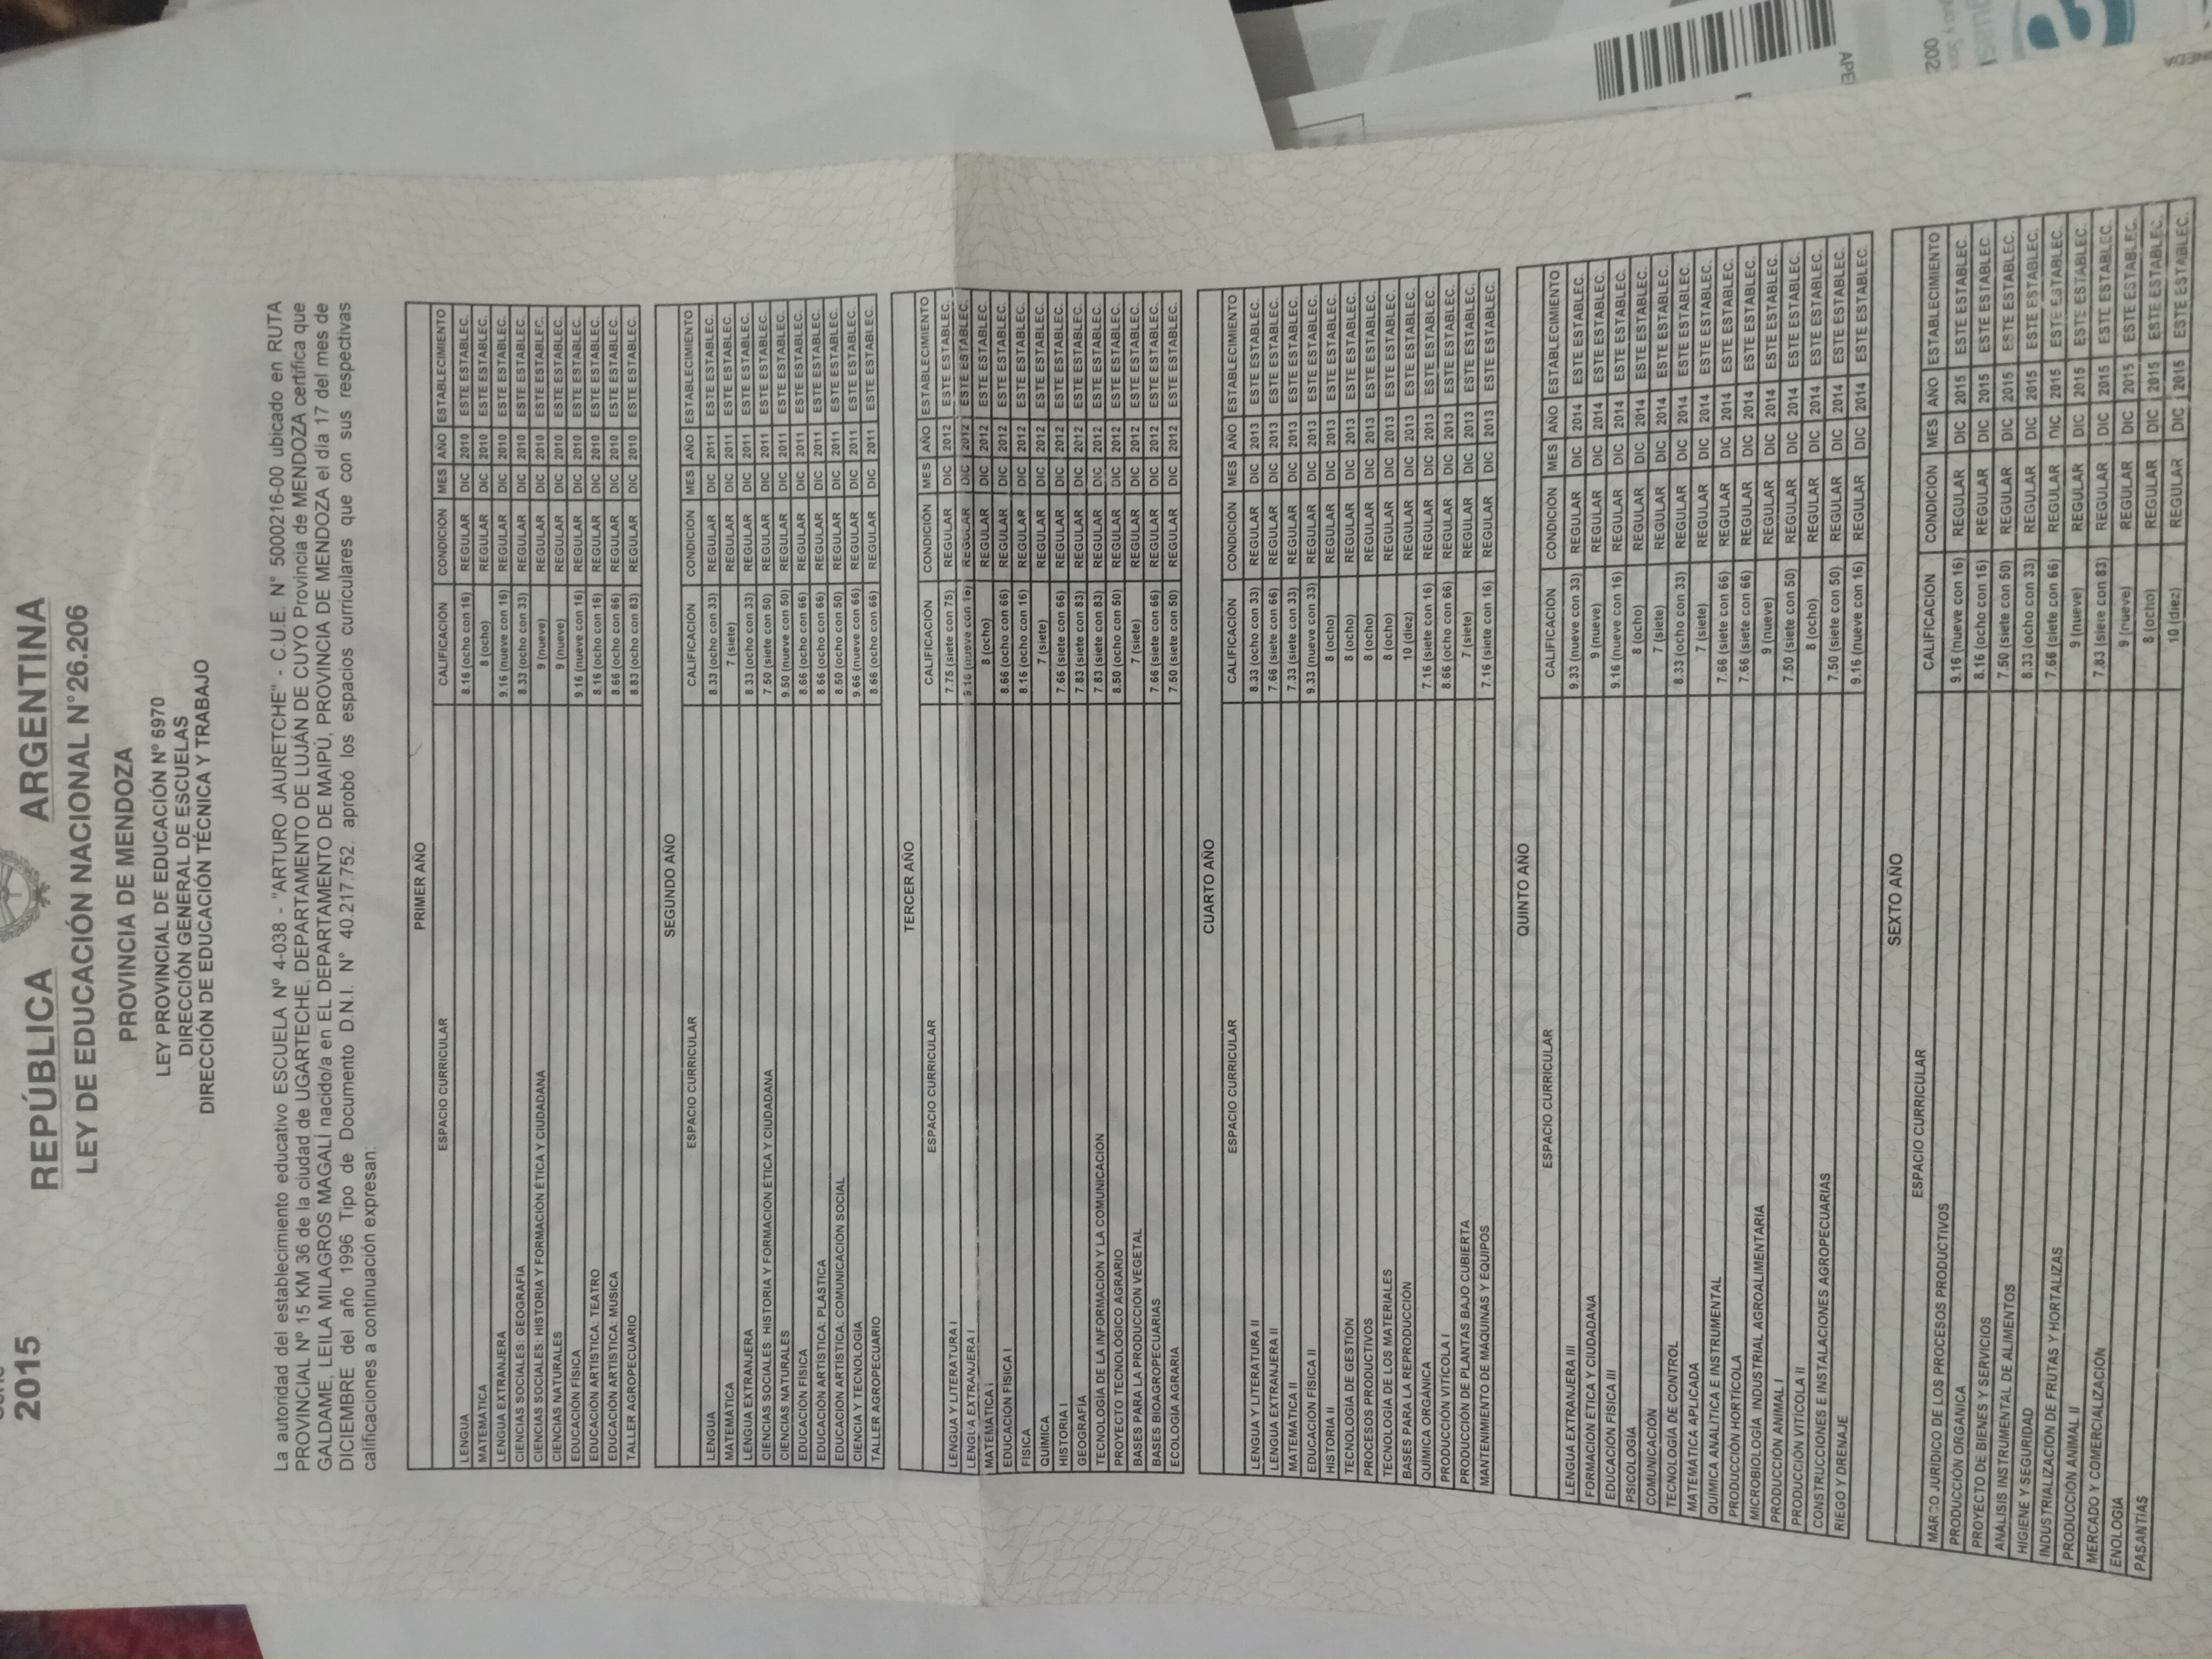 Serie
2015
REPÚBLICA ARGENTINA
LEY DE EDUCACIÓN NACIONAL N°26.206
PROVINCIA DE MENDOZA
LEY PROVINCIAL DE EDUCACIÓN Nº 6970
DIRECCIÓN GENERAL DE ESCUELAS
DIRECCIÓN DE EDUCACIÓN TÉCNICA Y TRABAJO
La autoridad del establecimiento educativo ESCUELA Nº 4-038 - "ARTURO JAURETCHE" - C.U.E. N° 5000216-00 ubicado en RUTA
PROVINCIAL Nº 15 KM 36 de la ciudad de UGARTECHE, DEPARTAMENTO DE LUJÁN DE CUYO Provincia de MENDOZA certifica que
GALDAME, LEILA MILAGROS MAGALÍ nacido/a en EL DEPARTAMENTO DE MAIPÚ, PROVINCIA DE MENDOZA el día 17 del mes de
DICIEMBRE del año 1996 Tipo de Documento D.N.I. N° 40.217.752, aprobó los espacios curriculares que con sus respectivas
calificaciones a continuación expresan:
PRIMER AÑO
ESPACIO CURRICULAR CALIFICACIÓN CONDICIÓN MES AÑO ESTABLECIMIENTO
LENGUA 8.16 (ocho con 16) REGULAR DIC 2010 ESTE ESTABLEC.
MATEMÁTICA 8 (ocho) REGULAR DIC 2010 ESTE ESTABLEC.
LENGUA EXTRANJERA 9.16 (nueve con 16) REGULAR DIC 2010 ESTE ESTABLEC.
CIENCIAS SOCIALES: GEOGRAFÍA 8.33 (ocho con 33) REGULAR DIC 2010 ESTE ESTABLEC.
CIENCIAS SOCIALES: HISTORIA Y FORMACIÓN ÉTICA Y CIUDADANA 9 (nueve) REGULAR DIC 2010 ESTE ESTABLEC.
CIENCIAS NATURALES 9 (nueve) REGULAR DIC 2010 ESTE ESTABLEC.
EDUCACIÓN FÍSICA 9.16 (nueve con 16) REGULAR DIC 2010 ESTE ESTABLEC.
EDUCACIÓN ARTÍSTICA: TEATRO 8.16 (ocho con 16) REGULAR DIC 2010 ESTE ESTABLEC.
EDUCACIÓN ARTÍSTICA: MUSICA 8.66 (ocho con 66) REGULAR DIC 2010 ESTE ESTABLEC.
TALLER AGROPECUARIO 8.83 (ocho con 83) REGULAR DIC 2010 ESTE ESTABLEC.
SEGUNDO AÑO
ESPACIO CURRICULAR CALIFICACIÓN CONDICIÓN MES AÑO ESTABLECIMIENTO
LENGUA 8.33 (ocho con 33) REGULAR DIC 2011 ESTE ESTABLEC.
MATEMÁTICA 7 (siete) REGULAR DIC 2011 ESTE ESTABLEC.
LENGUA EXTRANJERA 8.33 (ocho con 33) REGULAR DIC 2011 ESTE ESTABLEC.
CIENCIAS SOCIALES: HISTORIA Y FORMACION ETICA Y CIUDADANA 7.50 (siete con 50) REGULAR DIC 2011 ESTE ESTABLEC.
CIENCIAS NATURALES 9.50 (nueve con 50) REGULAR DIC 2011 ESTE ESTABLEC.
EDUCACIÓN FÍSICA 8.66 (ocho con 66) REGULAR DIC 2011 ESTE ESTABLEC.
EDUCACIÓN ARTÍSTICA: PLÁSTICA 8.66 (ocho con 66) REGULAR DIC 2011 ESTE ESTABLEC.
EDUCACIÓN ARTÍSTICA: COMUNICACIÓN SOCIAL 8.50 (ocho con 50) REGULAR DIC 2011 ESTE ESTABLEC.
CIENCIA Y TECNOLOGÍA 9.66 (nueve con 66) REGULAR DIC 2011 ESTE ESTABLEC.
TALLER AGROPECUARIO 8.66 (ocho con 66) REGULAR DIC 2011 ESTE ESTABLEC.
TERCER AÑO
ESPACIO CURRICULAR CALIFICACIÓN CONDICIÓN MES AÑO ESTABLECIMIENTO
LENGUA Y LITERATURA I 7.75 (siete con 75) REGULAR DIC 2012 ESTE ESTABLEC.
LENGUA EXTRANJERA I 9.16 (nueve con 16) REGULAR DIC 2012 ESTE ESTABLEC.
MATEMÁTICA I 8 (ocho) REGULAR DIC 2012 ESTE ESTABLEC.
EDUCACIÓN FÍSICA I 8.66 (ocho con 66) REGULAR DIC 2012 ESTE ESTABLEC.
FÍSICA 8.16 (ocho con 16) REGULAR DIC 2012 ESTE ESTABLEC.
QUÍMICA 7 (siete) REGULAR DIC 2012 ESTE ESTABLEC.
HISTORIA I 7.66 (siete con 66) REGULAR DIC 2012 ESTE ESTABLEC.
GEOGRAFÍA 7.83 (siete con 83) REGULAR DIC 2012 ESTE ESTABLEC.
TECNOLOGÍA DE LA INFORMACIÓN Y LA COMUNICACIÓN 7.83 (siete con 83) REGULAR DIC 2012 ESTE ESTABLEC.
PROYECTO TECNOLÓGICO AGRARIO 8.50 (ocho con 50) REGULAR DIC 2012 ESTE ESTABLEC.
BASES PARA LA PRODUCCIÓN VEGETAL 7 (siete) REGULAR DIC 2012 ESTE ESTABLEC.
BASES BIOAGROPECUARIAS 7.66 (siete con 66) REGULAR DIC 2012 ESTE ESTABLEC.
ECOLOGÍA AGRARIA 7.50 (siete con 50) REGULAR DIC 2012 ESTE ESTABLEC.
CUARTO AÑO
ESPACIO CURRICULAR CALIFICACIÓN CONDICIÓN MES AÑO ESTABLECIMIENTO
LENGUA Y LITERATURA II 8.33 (ocho con 33) REGULAR DIC 2013 ESTE ESTABLEC.
LENGUA EXTRANJERA II 7.66 (siete con 66) REGULAR DIC 2013 ESTE ESTABLEC.
MATEMÁTICA II 7.33 (siete con 33) REGULAR DIC 2013 ESTE ESTABLEC.
EDUCACIÓN FÍSICA II 9.33 (nueve con 33) REGULAR DIC 2013 ESTE ESTABLEC.
HISTORIA II 8 (ocho) REGULAR DIC 2013 ESTE ESTABLEC.
TECNOLOGÍA DE GESTIÓN 8 (ocho) REGULAR DIC 2013 ESTE ESTABLEC.
PROCESOS PRODUCTIVOS 8 (ocho) REGULAR DIC 2013 ESTE ESTABLEC.
TECNOLOGÍA DE LOS MATERIALES 8 (ocho) REGULAR DIC 2013 ESTE ESTABLEC.
BASES PARA LA REPRODUCCIÓN 10 (diez) REGULAR DIC 2013 ESTE ESTABLEC.
QUÍMICA ORGÁNICA 7.16 (siete con 16) REGULAR DIC 2013 ESTE ESTABLEC.
PRODUCCIÓN VITÍCOLA I 8.66 (ocho con 66) REGULAR DIC 2013 ESTE ESTABLEC.
PRODUCCIÓN DE PLANTAS BAJO CUBIERTA 7 (siete) REGULAR DIC 2013 ESTE ESTABLEC.
MANTENIMIENTO DE MÁQUINAS Y EQUIPOS 7.16 (siete con 16) REGULAR DIC 2013 ESTE ESTABLEC.
QUINTO AÑO
ESPACIO CURRICULAR CALIFICACION CONDICIÓN MES AÑO ESTABLECIMIENTO
LENGUA EXTRANJERA III 9.33 (nueve con 33) REGULAR DIC 2014 ESTE ESTABLEC.
FORMACIÓN ÉTICA Y CIUDADANA 9 (nueve) REGULAR DIC 2014 ESTE ESTABLEC.
EDUCACIÓN FÍSICA III 9.16 (nueve con 16) REGULAR DIC 2014 ESTE ESTABLEC.
PSICOLOGÍA 8 (ocho) REGULAR DIC 2014 ESTE ESTABLEC.
COMUNICACIÓN 7 (siete) REGULAR DIC 2014 ESTE ESTABLEC.
TECNOLOGÍA DE CONTROL 8.33 (ocho con 33) REGULAR DIC 2014 ESTE ESTABLEC.
MATEMÁTICA APLICADA 7 (siete) REGULAR DIC 2014 ESTE ESTABLEC.
QUÍMICA ANALÍTICA E INSTRUMENTAL 7.66 (siete con 66) REGULAR DIC 2014 ESTE ESTABLEC.
PRODUCCIÓN HORTÍCOLA 7.66 (siete con 66) REGULAR DIC 2014 ESTE ESTABLEC.
MICROBIOLOGÍA INDUSTRIAL AGROALIMENTARIA 9 (nueve) REGULAR DIC 2014 ESTE ESTABLEC.
PRODUCCIÓN ANIMAL I 7.50 (siete con 50) REGULAR DIC 2014 ESTE ESTABLEC.
PRODUCCIÓN VITÍCOLA II 8 (ocho) REGULAR DIC 2014 ESTE ESTABLEC.
CONSTRUCCIONES E INSTALACIONES AGROPECUARIAS 7.50 (siete con 50) REGULAR DIC 2014 ESTE ESTABLEC.
RIEGO Y DRENAJE 9.16 (nueve con 16) REGULAR DIC 2014 ESTE ESTABLEC.
SEXTO AÑO
ESPACIO CURRICULAR CALIFICACIÓN CONDICIÓN MES AÑO ESTABLECIMIENTO
MARCO JURÍDICO DE LOS PROCESOS PRODUCTIVOS 9.16 (nueve con 16) REGULAR DIC 2015 ESTE ESTABLEC.
PRODUCCIÓN ORGÁNICA 8.16 (ocho con 16) REGULAR DIC 2015 ESTE ESTABLEC.
PROYECTO DE BIENES Y SERVICIOS 7.50 (siete con 50) REGULAR DIC 2015 ESTE ESTABLEC.
ANÁLISIS INSTRUMENTAL DE ALIMENTOS 8.33 (ocho con 33) REGULAR DIC 2015 ESTE ESTABLEC.
HIGIENE Y SEGURIDAD 7.66 (siete con 66) REGULAR DIC 2015 ESTE ESTABLEC.
INDUSTRIALIZACIÓN DE FRUTAS Y HORTALIZAS 9 (nueve) REGULAR DIC 2015 ESTE ESTABLEC.
PRODUCCIÓN ANIMAL II 7.83 (sieve con 83) REGULAR DIC 2015 ESTE ESTABLEC.
MERCADO Y COMERCIALIZACIÓN 9 (nueve) REGULAR DIC 2015 ESTE ESTABLEC.
ENOLOGÍA 8 (ocho) REGULAR DIC 2015 ESTE ESTABLEC.
PASANTÍAS 10 (diez) REGULAR DIC 2015 ESTE ESTABLEC.
APE
002